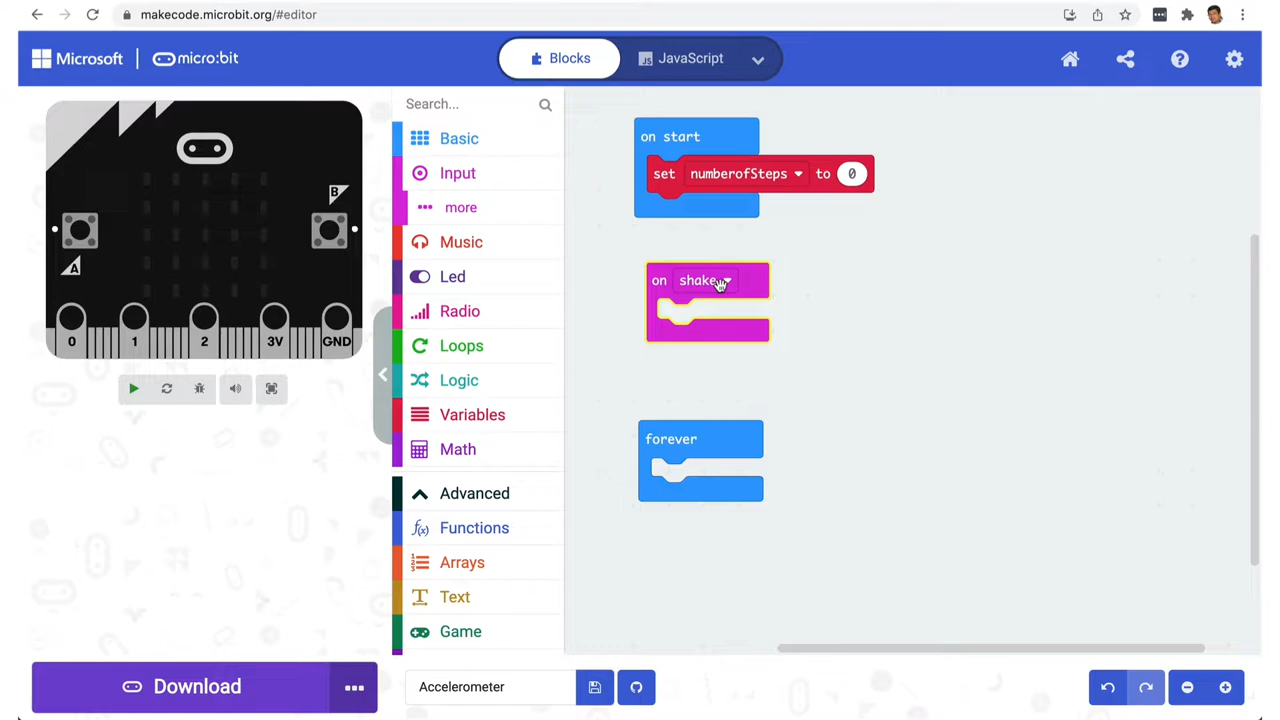 makecode.microbit.org/#editor
Microsoft
micro:bit
Blocks
JS JavaScript
Search...
Basic
Input
more
Music
Led
Radio
Loops
Logic
Variables
Math
Advanced
f(x) Functions
Arrays
Text
Game
B
A
0 1 2 3V GND
on start
set numberofSteps to 0
on shake
forever
Download
Accelerometer